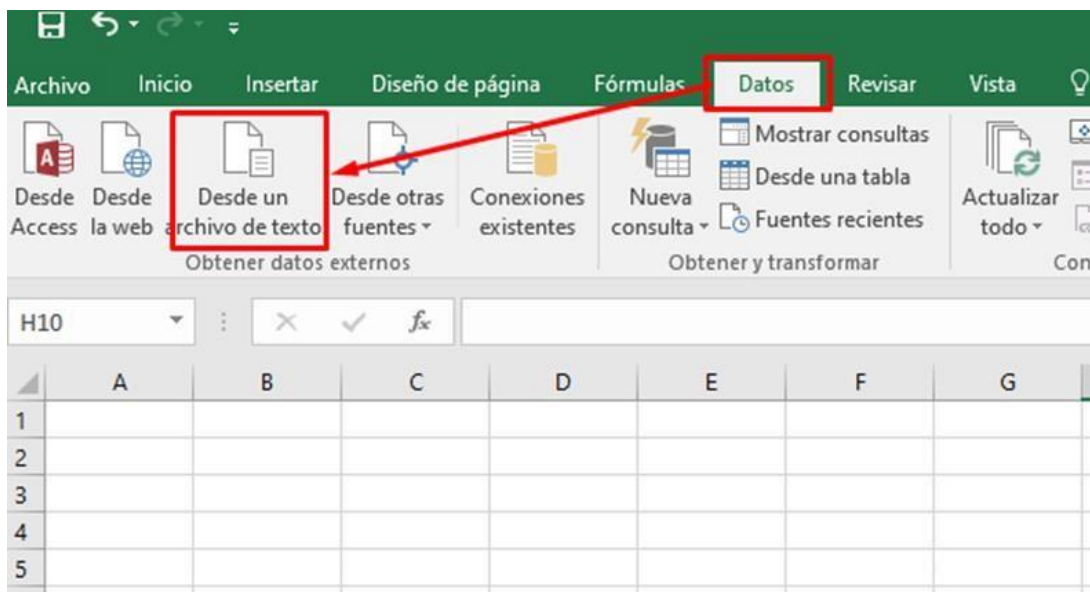 Archivo Inicio Insertar Diseño de página Fórmulas Datos Revisar Vista
Desde Access
Desde la web
Desde un archivo de texto
Desde otras fuentes
Conexiones existentes
Nueva consulta
Mostrar consultas
Desde una tabla
Fuentes recientes
Actualizar todo
Obtener datos externos Obtener y transformar Con
H10 fx
A B C D E F G
1
2
3
4
5